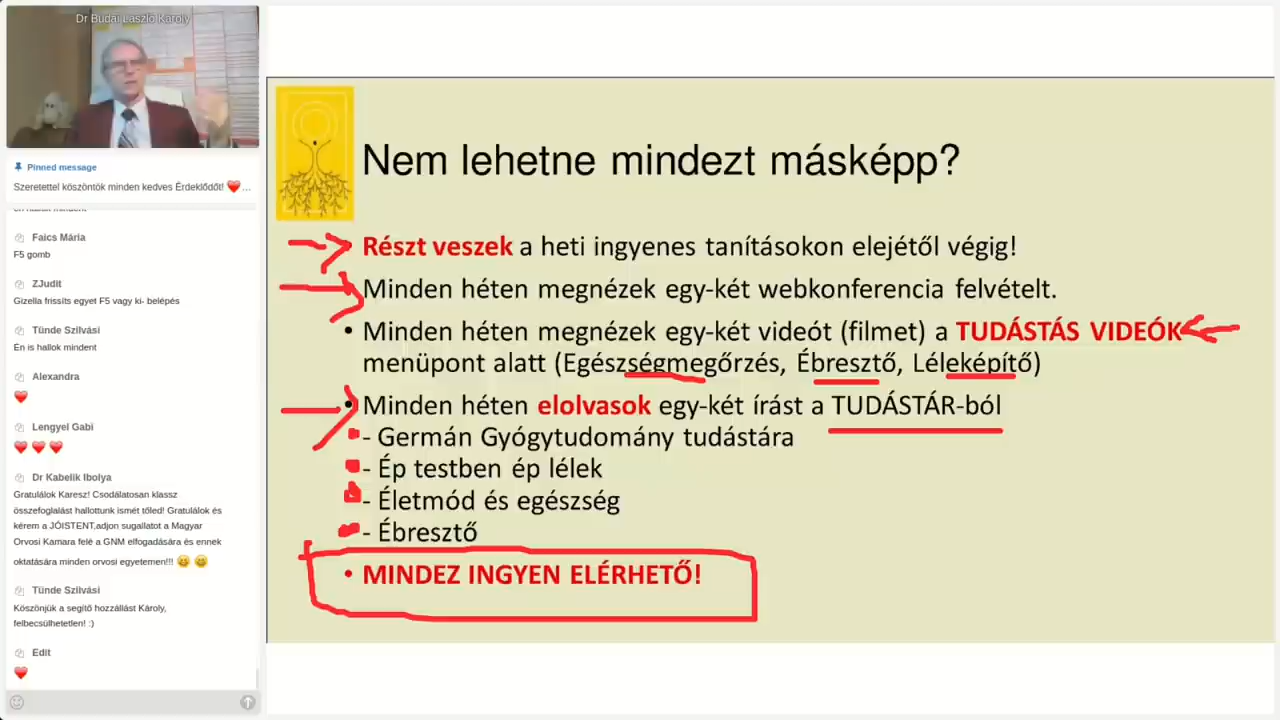 Dr Budai László Károly
Pinned message
Szeretettel köszöntök minden kedves Érdeklődőt! ❤️ ...
Faics Mária
F5 gomb
ZJudit
Gizella frissíts egyet F5 vagy ki- belépés
Tünde Szilvási
Én is hallok mindent
Alexandra
❤️
Lengyel Gabi
❤️ ❤️ ❤️
Dr Kabelik Ibolya
Gratulálok Karesz! Csodálatosan klassz
összefoglalást hallottunk ismét tőled! Gratulálok és
kérem a JÓISTENT,adjon sugallatot a Magyar
Orvosi Kamara felé a GNM elfogadására és ennek
oktatására minden orvosi egyetemen!!! 😊 😊
Tünde Szilvási
Köszönjük a segítő hozzállást Károly,
felbecsülhetetlen! :)
Edit
❤️
Nem lehetne mindezt másképp?
Részt veszek a heti ingyenes tanításokon elejétől végig!
Minden héten megnézek egy-két webkonferencia felvételt.
• Minden héten megnézek egy-két videót (filmet) a TUDÁSTÁS VIDEÓK
menüpont alatt (Egészségmegőrzés, Ébresztő, Léleképítő)
• Minden héten elolvasok egy-két írást a TUDÁSTÁR-ból
- Germán Gyógytudomány tudástára
- Ép testben ép lélek
- Életmód és egészség
- Ébresztő
• MINDEZ INGYEN ELÉRHETŐ!